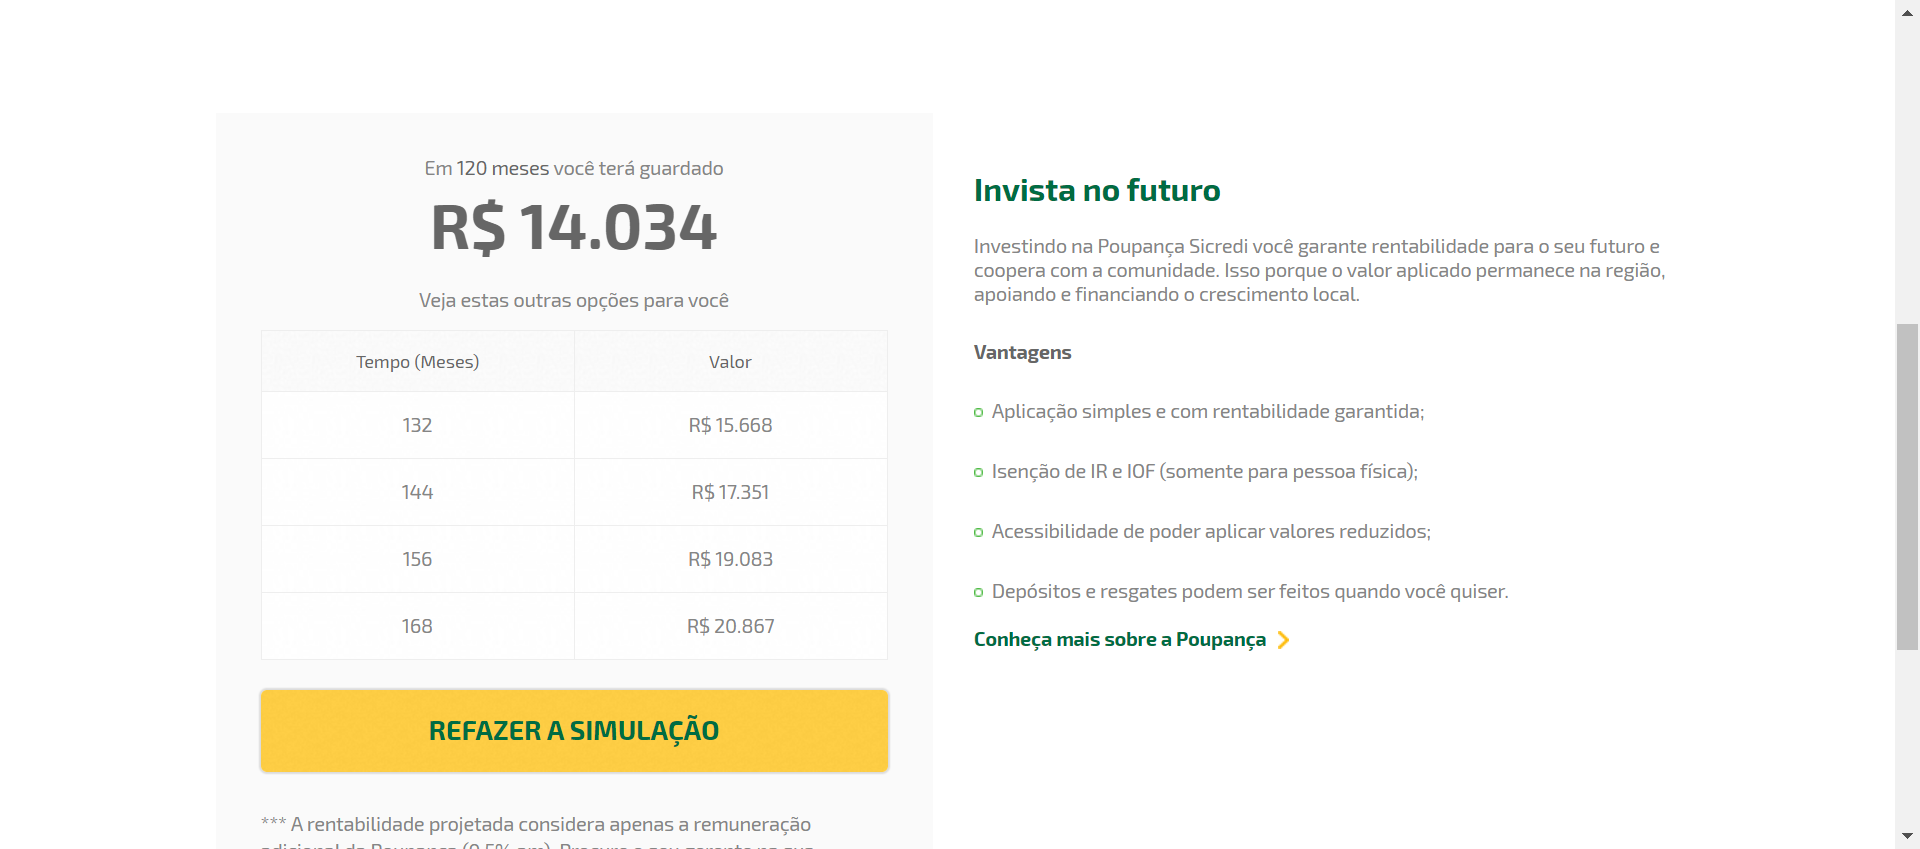 Em 120 meses você terá guardado
R$ 14.034
Veja estas outras opções para você
Tempo (Meses) Valor
132 R$ 15.668
144 R$ 17.351
156 R$ 19.083
168 R$ 20.867
REFAZER A SIMULAÇÃO
*** A rentabilidade projetada considera apenas a remuneração
Invista no futuro
Investindo na Poupança Sicredi você garante rentabilidade para o seu futuro e
coopera com a comunidade. Isso porque o valor aplicado permanece na região,
apoiando e financiando o crescimento local.
Vantagens
Aplicação simples e com rentabilidade garantida;
Isenção de IR e IOF (somente para pessoa física);
Acessibilidade de poder aplicar valores reduzidos;
Depósitos e resgates podem ser feitos quando você quiser.
Conheça mais sobre a Poupança